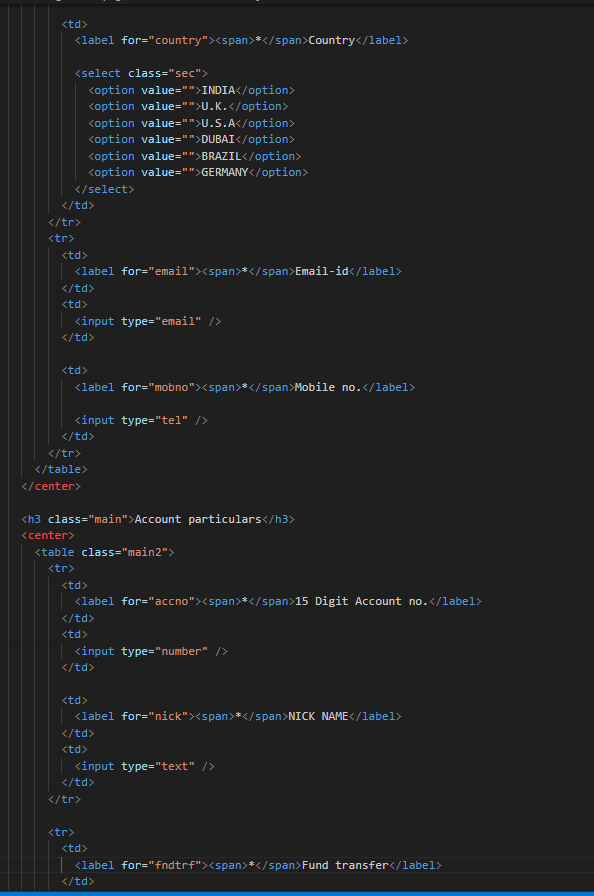 <td>
<label for="country"><span>*</span>Country</label>
<select class="sec">
<option value="">INDIA</option>
<option value="">U.K.</option>
<option value="">U.S.A</option>
<option value="">DUBAI</option>
<option value="">BRAZIL</option>
<option value="">GERMANY</option>
</select>
</td>
</tr>
<tr>
<td>
<label for="email"><span>*</span>Email-id</label>
</td>
<td>
<input type="email" />
</td>
<td>
<label for="mobno"><span>*</span>Mobile no.</label>
<input type="tel" />
</td>
</tr>
</table>
</center>
<h3 class="main">Account particulars</h3>
<center>
<table class="main2">
<tr>
<td>
<label for="accno"><span>*</span>15 Digit Account no.</label>
</td>
<td>
<input type="number" />
</td>
<td>
<label for="nick"><span>*</span>NICK NAME</label>
</td>
<td>
<input type="text" />
</td>
</tr>
<tr>
<td>
<label for="fndtrf"><span>*</span>Fund transfer</label>
</td>